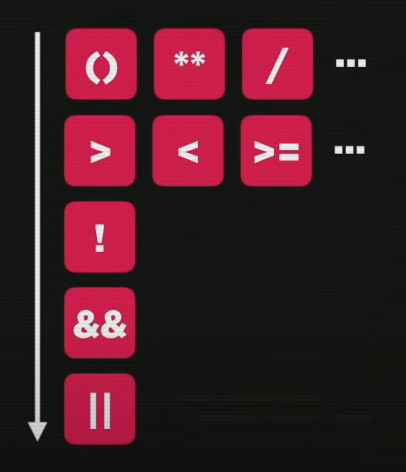 () ** / ...
> < >= ...
!
&&
||